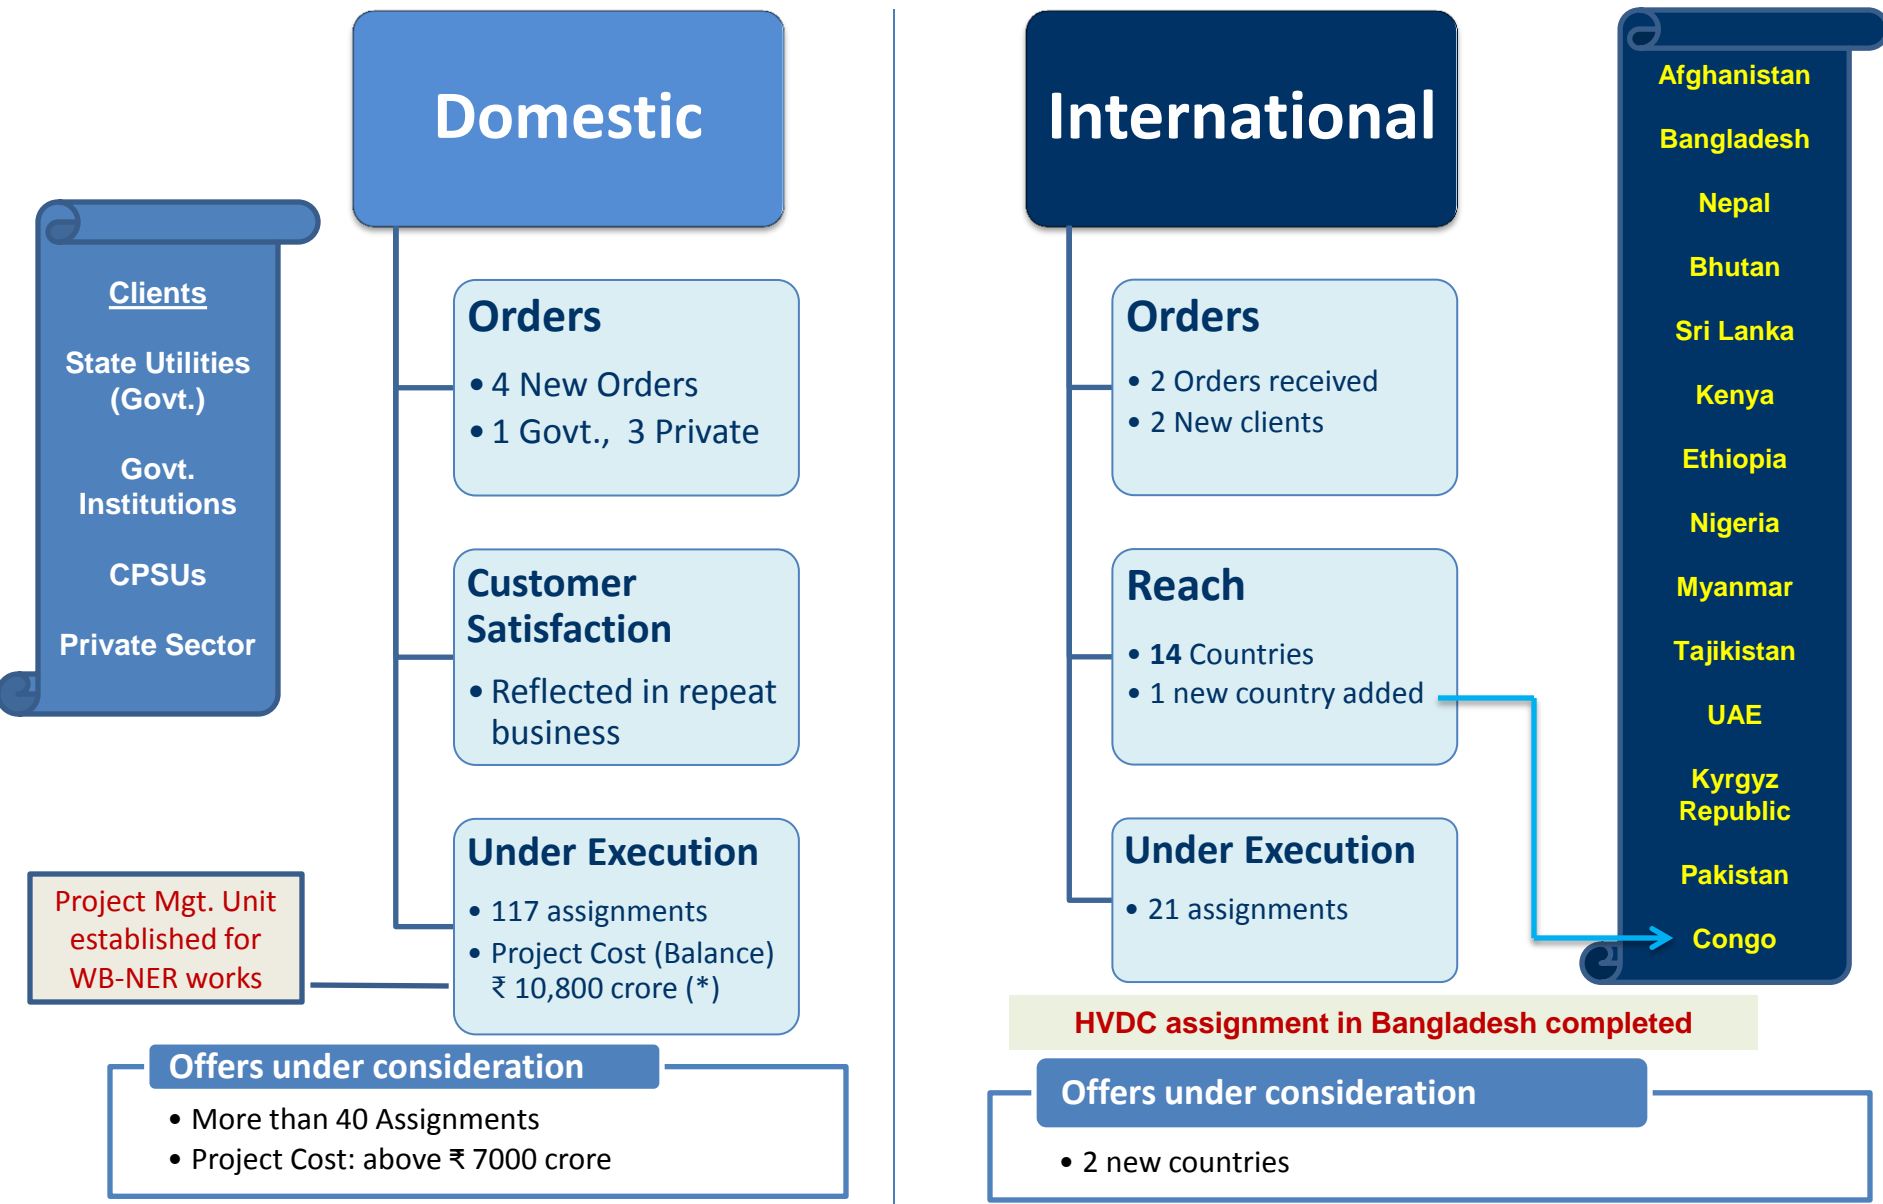 Domestic
Clients
State Utilities
(Govt.)
Govt.
Institutions
CPSUs
Private Sector
Orders
• 4 New Orders
• 1 Govt.,  3 Private
Customer
Satisfaction
• Reflected in repeat
business
Under Execution
• 117 assignments
• Project Cost (Balance)
₹ 10,800 crore (*)
Project Mgt. Unit
established for
WB-NER works
Offers under consideration
• More than 40 Assignments
• Project Cost: above ₹ 7000 crore
International
Orders
• 2 Orders received
• 2 New clients
Reach
• 14 Countries
• 1 new country added
Under Execution
• 21 assignments
Afghanistan
Bangladesh
Nepal
Bhutan
Sri Lanka
Kenya
Ethiopia
Nigeria
Myanmar
Tajikistan
UAE
Kyrgyz
Republic
Pakistan
Congo
HVDC assignment in Bangladesh completed
Offers under consideration
• 2 new countries